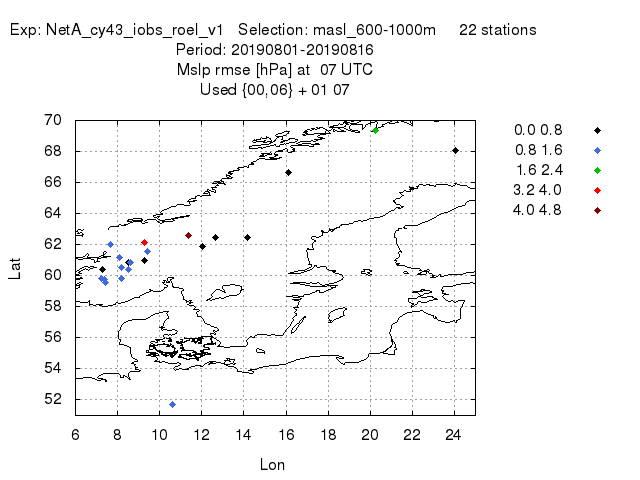 Exp: NetA_cy43_iobs_roel_v1   Selection: masl_600-1000m     22 stations
Period: 20190801-20190816
Mslp rmse [hPa] at  07 UTC
Used {00,06} + 01 07
0.0 0.8
0.8 1.6
1.6 2.4
3.2 4.0
4.0 4.8
70
68
66
64
62
60
58
56
54
52
Lat
6 8 10 12 14 16 18 20 22 24
Lon